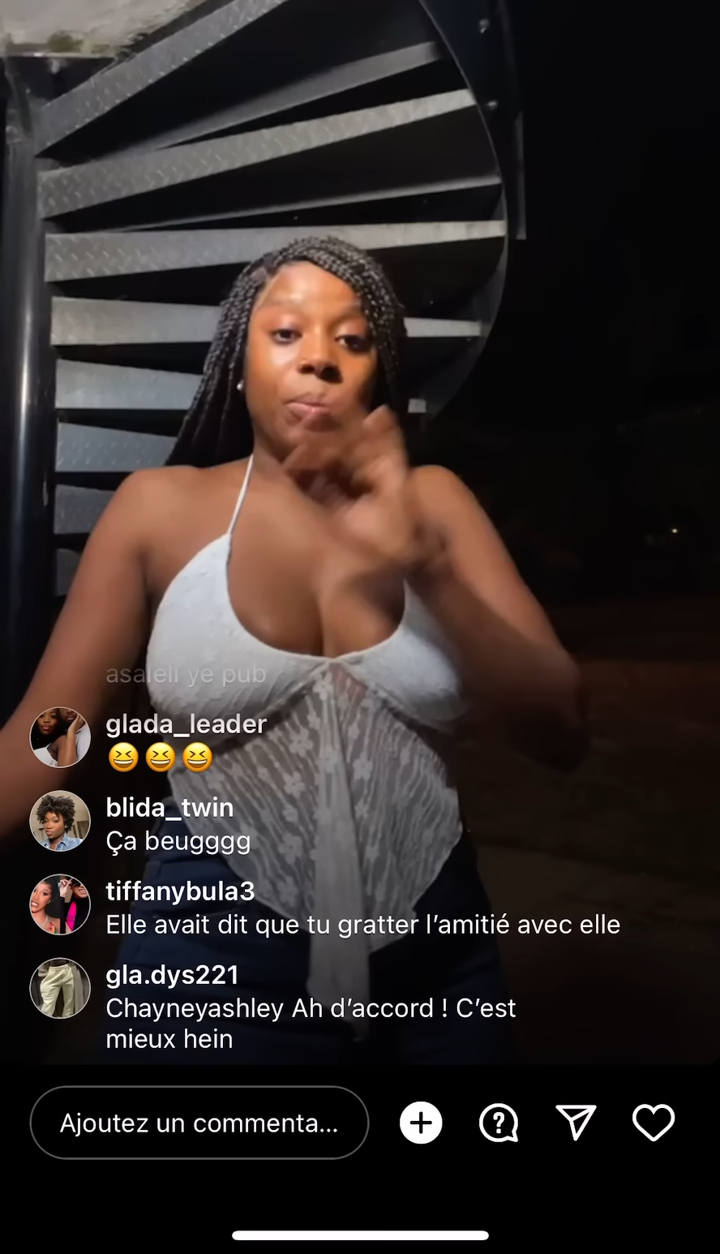 asaleli ye pub
glada_leader
😆😆😆
blida_twin
Ça beugggg
tiffanybula3
Elle avait dit que tu gratter l’amitié avec elle
gla.dys221
Chayneyashley Ah d’accord ! C’est
mieux hein
Ajoutez un commenta...